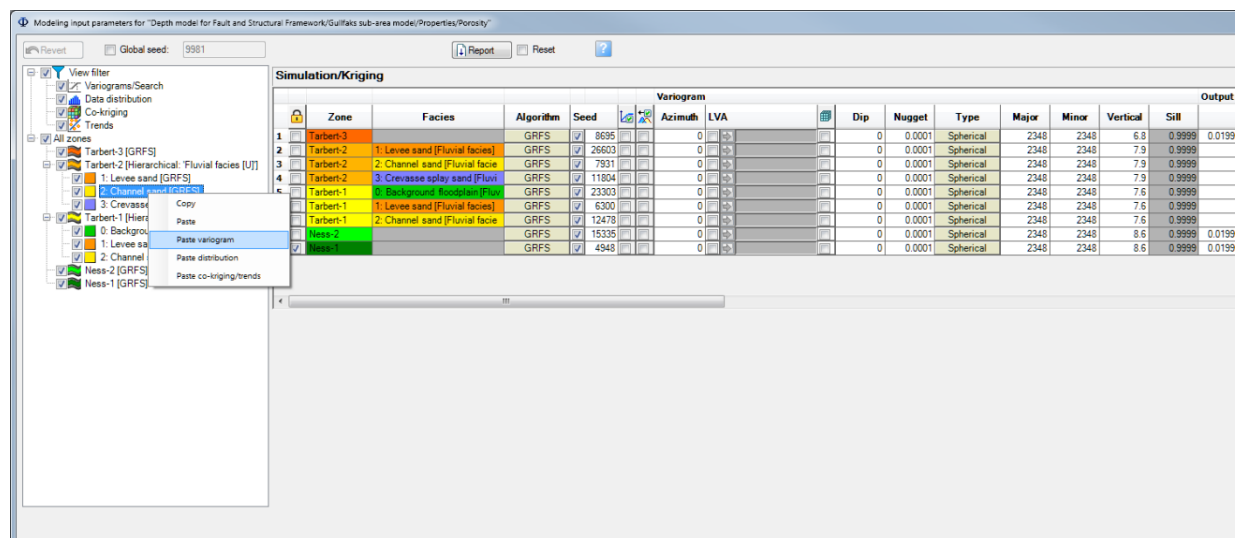 Modeling input parameters for "Depth model for Fault and Structural Framework/Gullfaks sub-area model/Properties/Porosity"
Revert Global seed: 9981 Report Reset ?
View filter
Variograms/Search
Data distribution
Co-kriging
Trends
All zones
Tarbert-3 [GRFS]
Tarbert-2 [Hierarchical: 'Fluvial facies [U]']
1: Levee sand [GRFS]
2: Channel sand [GRFS]
3: Crevasse
Tarbert-1 [Hiera
0: Backgrou
1: Levee sa
2: Channel
Ness-2 [GRFS]
Ness-1 [GRFS]
Copy
Paste
Paste variogram
Paste distribution
Paste co-kriging/trends
Simulation/Kriging
Variogram Output
Zone Facies Algorithm Seed Azimuth LVA Dip Nugget Type Major Minor Vertical Sill
1 Tarbert-3 GRFS 8695 0 0 0.0001 Spherical 2348 2348 6.8 0.9999 0.0199
2 Tarbert-2 1: Levee sand [Fluvial facies] GRFS 26603 0 0 0.0001 Spherical 2348 2348 7.9 0.9999
3 Tarbert-2 2: Channel sand [Fluvial facie GRFS 7931 0 0 0.0001 Spherical 2348 2348 7.9 0.9999
4 Tarbert-2 3: Crevasse splay sand [Fluvi GRFS 11804 0 0 0.0001 Spherical 2348 2348 7.9 0.9999
5 Tarbert-1 0: Background floodplain [Fluv GRFS 23303 0 0 0.0001 Spherical 2348 2348 7.6 0.9999
Tarbert-1 1: Levee sand [Fluvial facies] GRFS 6300 0 0 0.0001 Spherical 2348 2348 7.6 0.9999
Tarbert-1 2: Channel sand [Fluvial facie GRFS 12478 0 0 0.0001 Spherical 2348 2348 7.6 0.9999
Ness-2 GRFS 15335 0 0 0.0001 Spherical 2348 2348 8.6 0.9999 0.0199
Ness-1 GRFS 4948 0 0 0.0001 Spherical 2348 2348 8.6 0.9999 0.0199